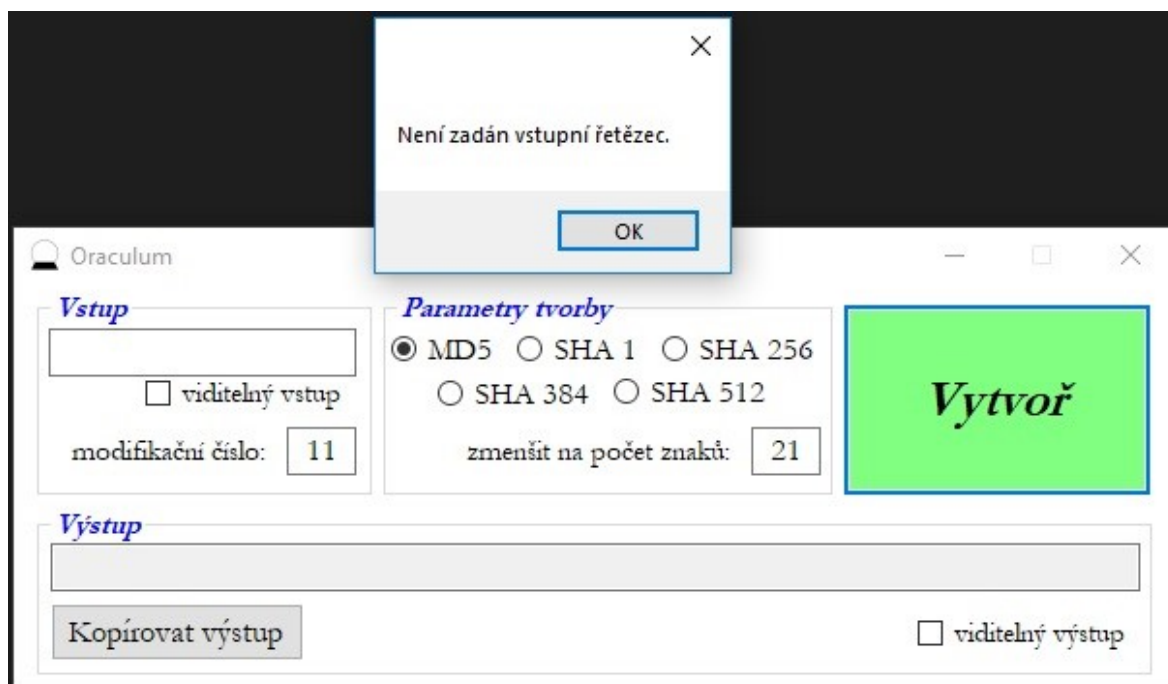 Není zadán vstupní řetězec.
OK
Oraculum
Vstup
viditelný vstup
modifikační číslo: 11
Parametry tvorby
MD5 SHA 1 SHA 256
SHA 384 SHA 512
zmenšit na počet znaků: 21
Vytvoř
Výstup
Kopírovat výstup
viditelný výstup